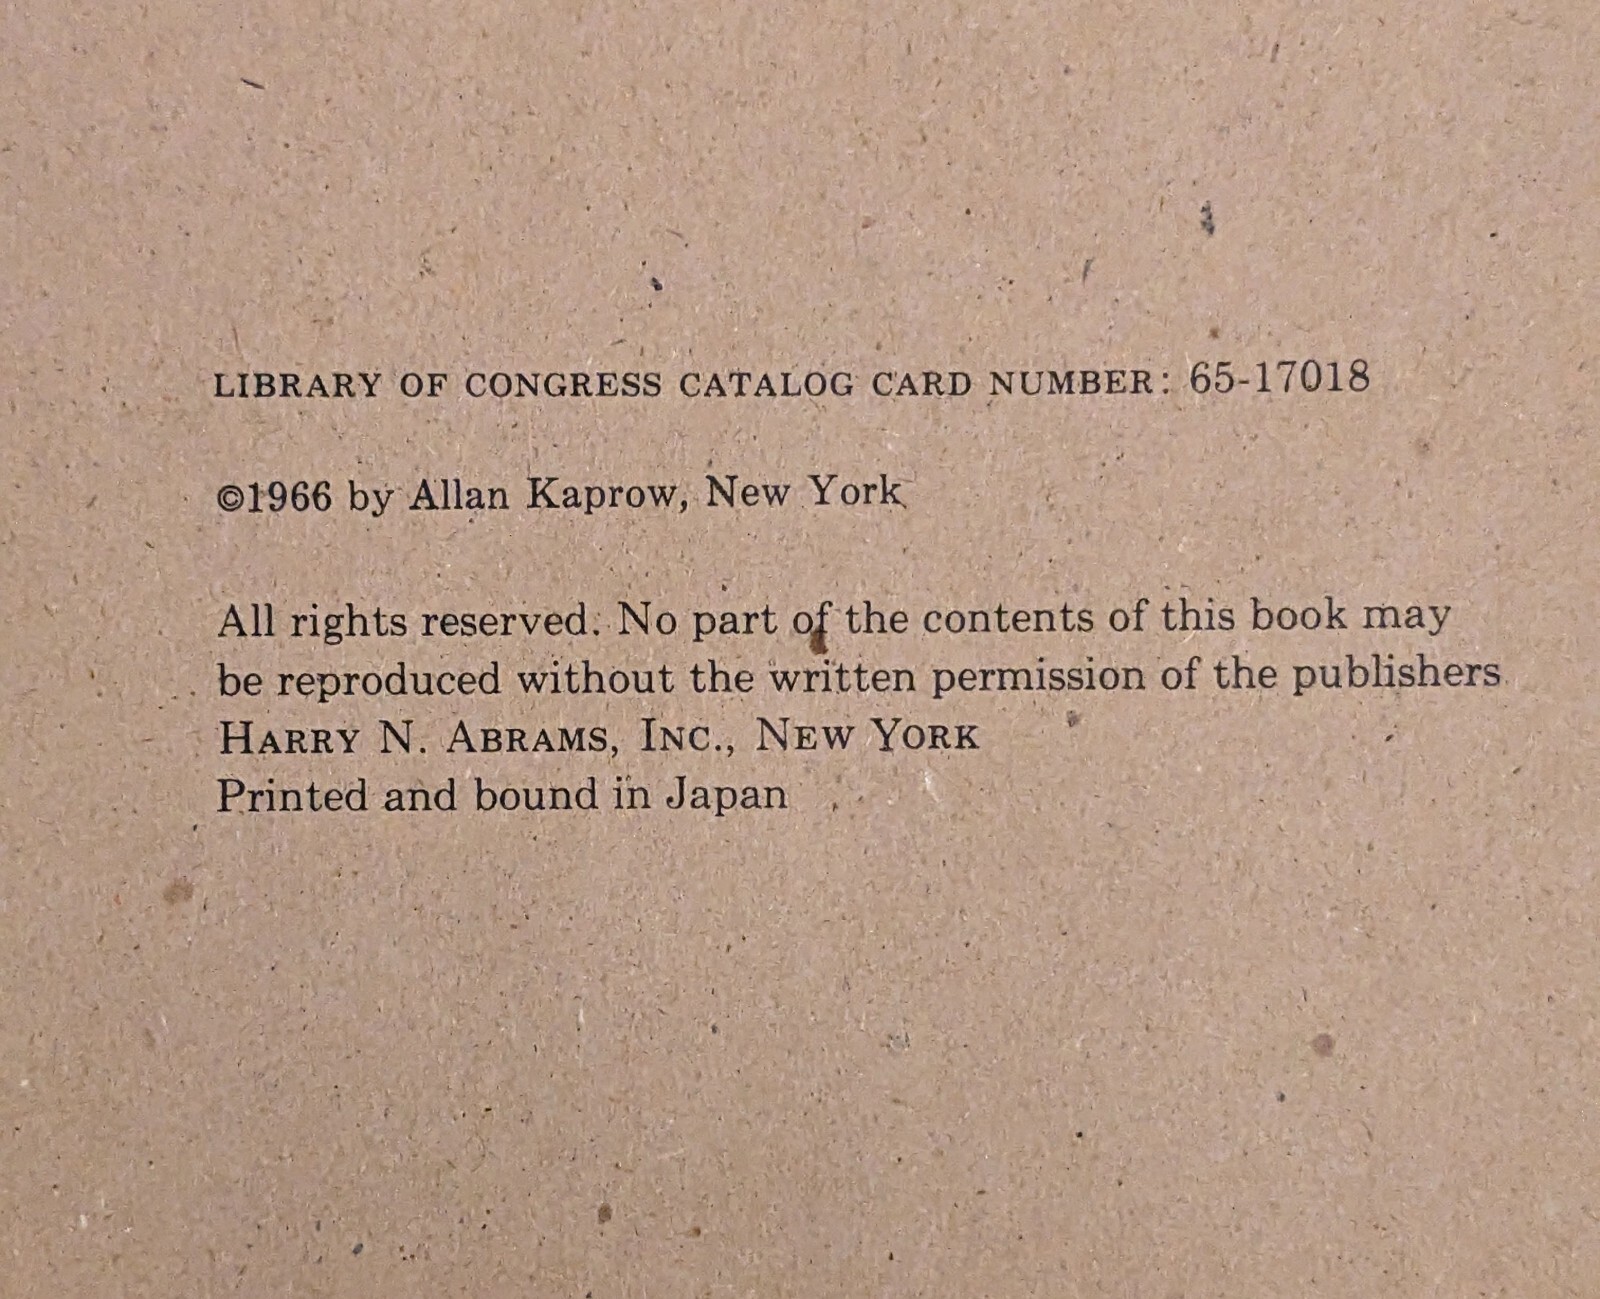 LIBRARY OF CONGRESS CATALOG CARD NUMBER: 65-17018
©1966 by Allan Kaprow, New York
All rights reserved. No part of the contents of this book may
be reproduced without the written permission of the publishers
HARRY N. ABRAMS, INC., NEW YORK
Printed and bound in Japan